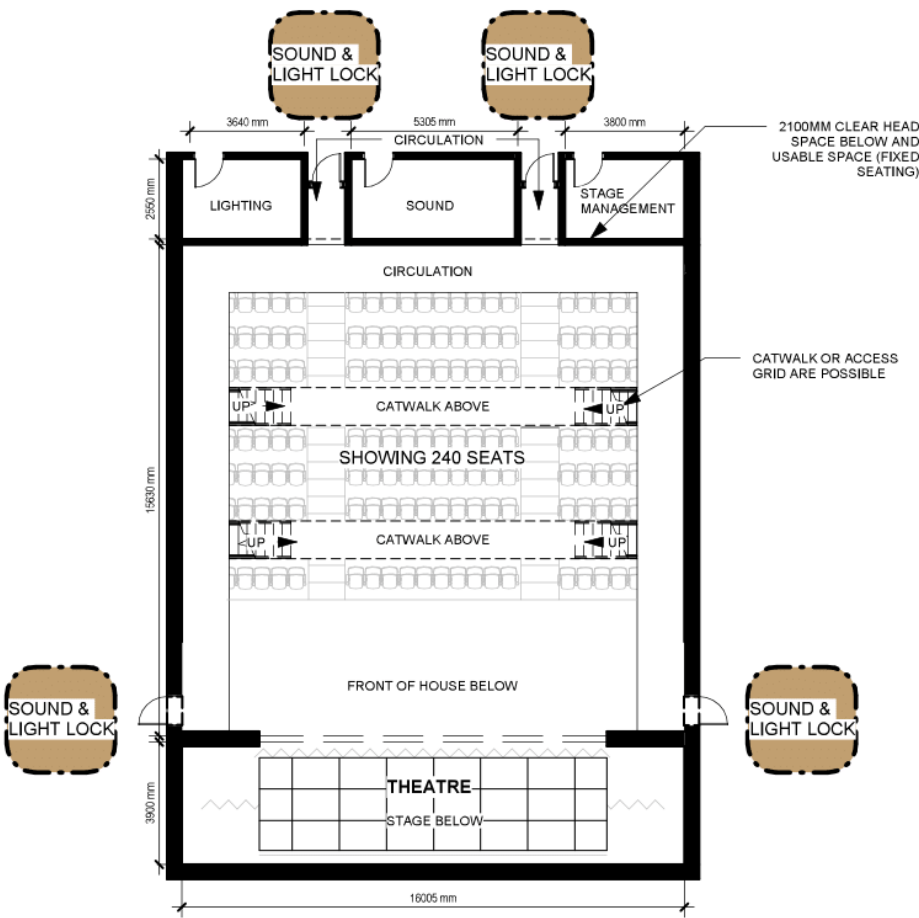 SOUND &
LIGHT LOCK
SOUND &
LIGHT LOCK
3640 mm
5305 mm
3800 mm
CIRCULATION
2100MM CLEAR HEAD
SPACE BELOW AND
USABLE SPACE (FIXED
SEATING)
2550 mm
LIGHTING
SOUND
STAGE
MANAGEMENT
CIRCULATION
CATWALK OR ACCESS
GRID ARE POSSIBLE
UP
CATWALK ABOVE
UP
SHOWING 240 SEATS
15630 mm
UP
CATWALK ABOVE
UP
SOUND &
LIGHT LOCK
FRONT OF HOUSE BELOW
SOUND &
LIGHT LOCK
THEATRE
STAGE BELOW
3900 mm
16005 mm